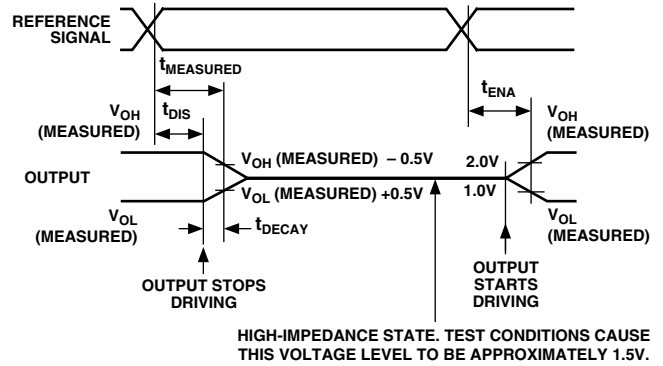 REFERENCE
SIGNAL
tMEASURED
tENA
VOH
(MEASURED)
tDIS
VOH
(MEASURED)
VOH (MEASURED) – 0.5V
2.0V
OUTPUT
VOL (MEASURED) +0.5V
1.0V
VOL
(MEASURED)
tDECAY
VOL
(MEASURED)
OUTPUT STOPS
DRIVING
OUTPUT
STARTS
DRIVING
HIGH-IMPEDANCE STATE. TEST CONDITIONS CAUSE
THIS VOLTAGE LEVEL TO BE APPROXIMATELY 1.5V.